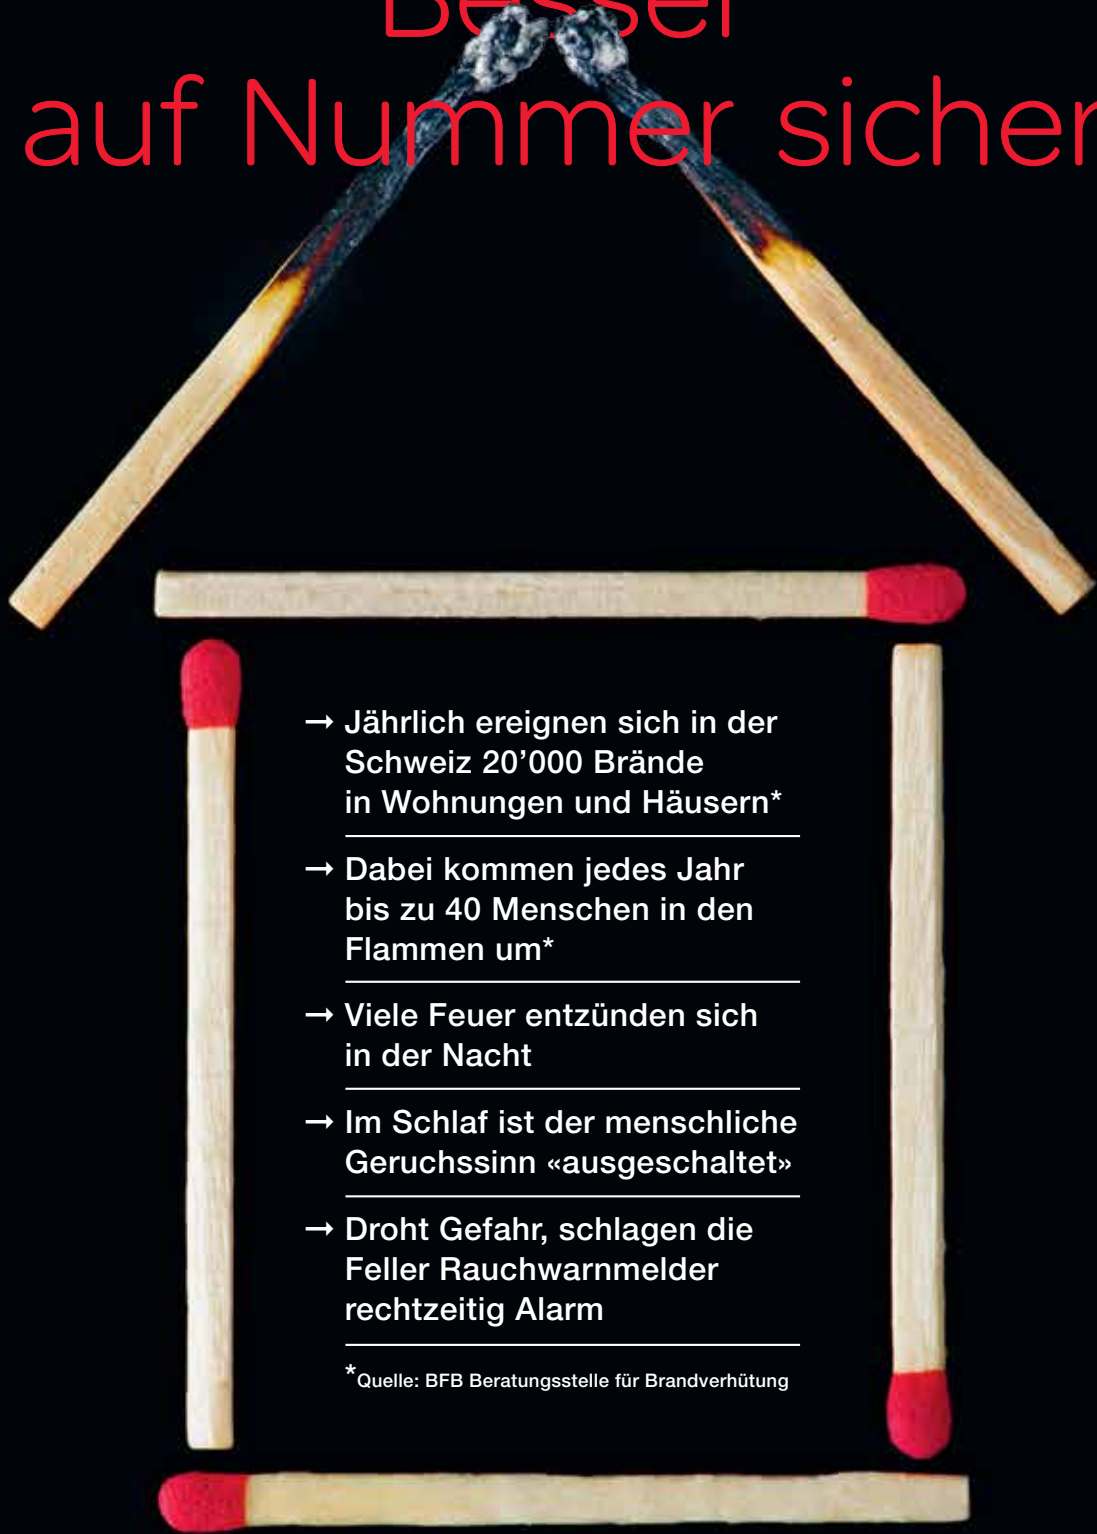 Besser
auf Nummer sicher
→ Jährlich ereignen sich in der
Schweiz 20’000 Brände
in Wohnungen und Häusern*
→ Dabei kommen jedes Jahr
bis zu 40 Menschen in den
Flammen um*
→ Viele Feuer entzünden sich
in der Nacht
→ Im Schlaf ist der menschliche
Geruchssinn «ausgeschaltet»
→ Droht Gefahr, schlagen die
Feller Rauchwarnmelder
rechtzeitig Alarm
*Quelle: BFB Beratungsstelle für Brandverhütung